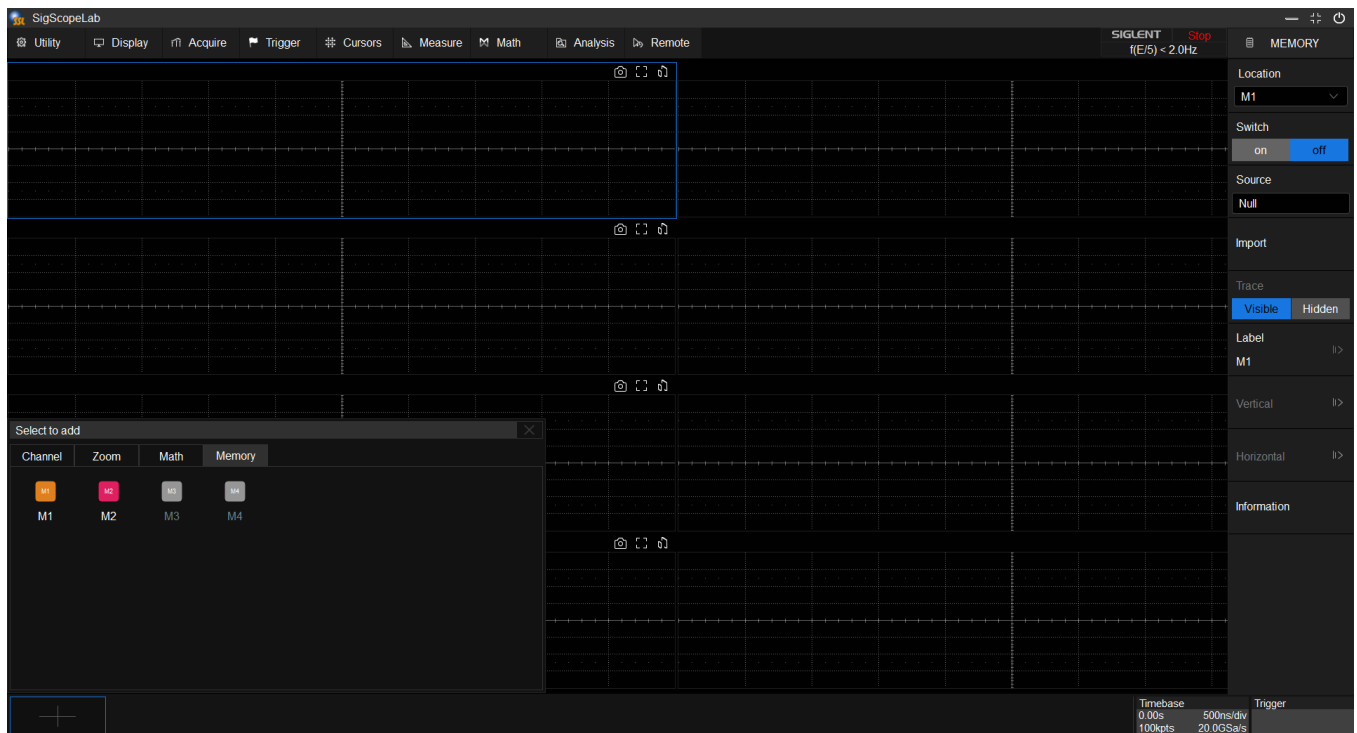 SigScopeLab
Utility Display Acquire Trigger Cursors Measure Math Analysis Remote
SIGLENT Stop
f(E/5) < 2.0Hz
MEMORY
Location
M1
Switch
on off
Source
Null
Import
Trace
Visible Hidden
Label
M1
Vertical
Horizontal
Information
Select to add
Channel Zoom Math Memory
M1 M2 M3 M4
M1 M2 M3 M4
Timebase
0.00s 500ns/div
100kpts 20.0GSa/s
Trigger